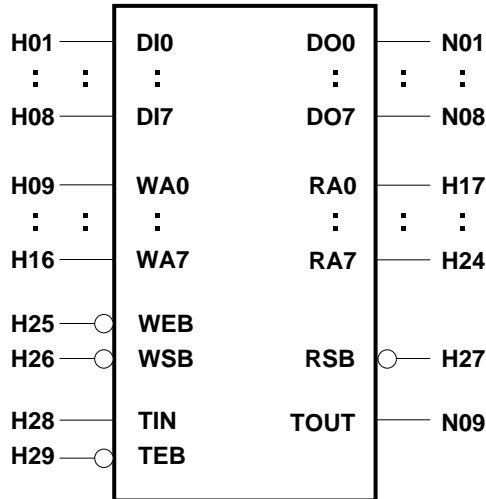 H01 DI0 DO0 N01
: : : : : :
H08 DI7 DO7 N08
H09 WA0 RA0 H17
: : : : : :
H16 WA7 RA7 H24
H25 WEB
H26 WSB RSB H27
H28 TIN TOUT N09
H29 TEB